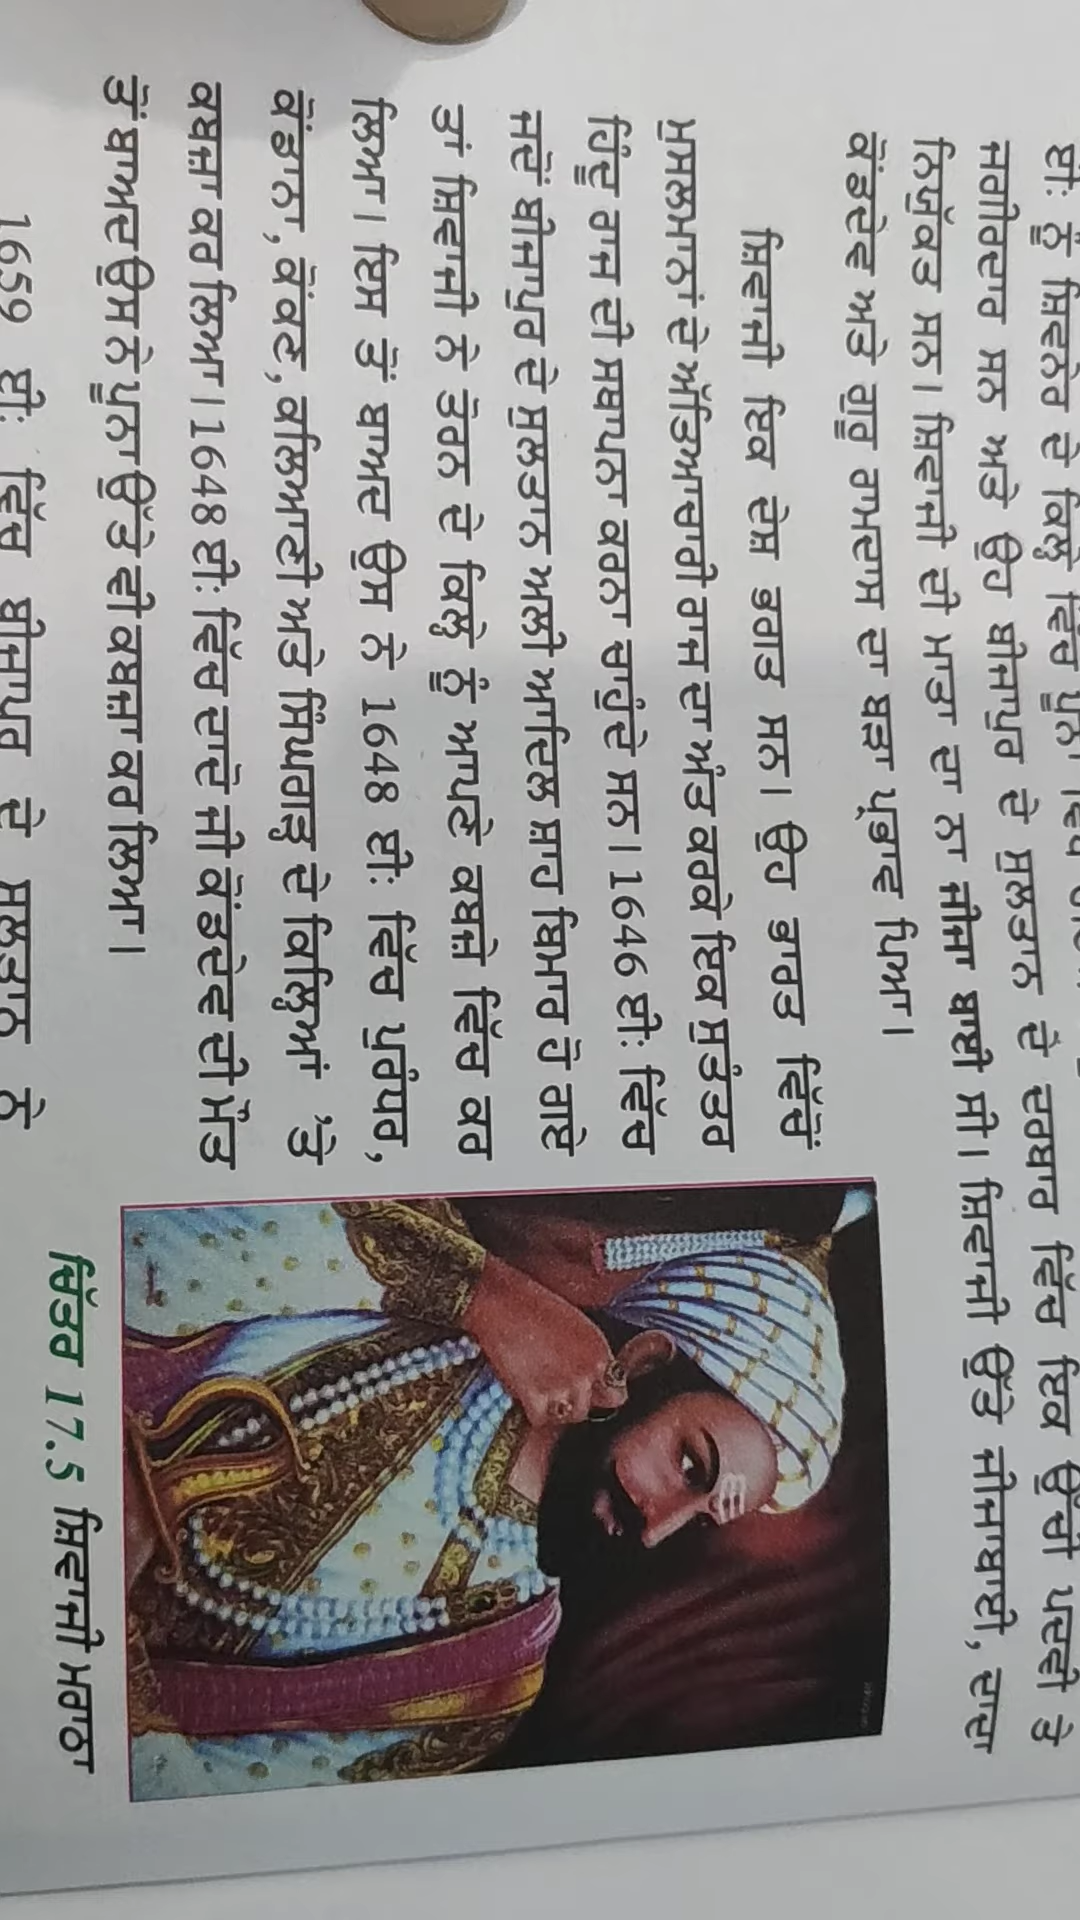 ਈ: ਨੂੰ ਸ਼ਿਵਨੇਰ ਦੇ ਕਿਲ੍ਹੇ ਵਿੱਚ ਪੂਨਾ ਵਿਖੇ
ਜਗੀਰਦਾਰ ਸਨ ਅਤੇ ਉਹ ਬੀਜਾਪੁਰ ਦੇ ਸੁਲਤਾਨ ਦੇ ਦਰਬਾਰ ਵਿੱਚ ਇਕ ਉੱਚੀ ਪਦਵੀ ਤੇ
ਨਿਯੁੱਕਤ ਸਨ। ਸ਼ਿਵਾਜੀ ਦੀ ਮਾਤਾ ਦਾ ਨਾਂ ਜੀਜਾ ਬਾਈ ਸੀ। ਸ਼ਿਵਾਜੀ ਉੱਤੇ ਜੀਜਾਬਾਈ, ਦਾਜਾ
ਕੋਂਡਦੇਵ ਅਤੇ ਗੁਰੂ ਰਾਮਦਾਸ ਦਾ ਬੜਾ ਪ੍ਰਭਾਵ ਪਿਆ।
ਸ਼ਿਵਾਜੀ ਇਕ ਦੇਸ਼ ਭਗਤ ਸਨ। ਉਹ ਭਾਰਤ ਵਿੱਚੋਂ
ਮੁਸਲਮਾਨਾਂ ਦੇ ਅੱਤਿਆਚਾਰੀ ਰਾਜ ਦਾ ਅੰਤ ਕਰਕੇ ਇਕ ਸੁਤੰਤਰ
ਹਿੰਦੂ ਰਾਜ ਦੀ ਸਥਾਪਨਾ ਕਰਨਾ ਚਾਹੁੰਦੇ ਸਨ। 1646 ਈ: ਵਿੱਚ
ਜਦੋਂ ਬੀਜਾਪੁਰ ਦੇ ਸੁਲਤਾਨ ਅਲੀ ਆਦਿਲ ਸ਼ਾਹ ਬਿਮਾਰ ਹੋ ਗਏ
ਤਾਂ ਸ਼ਿਵਾਜੀ ਨੇ ਤੋਰਨ ਦੇ ਕਿਲ੍ਹੇ ਨੂੰ ਆਪਣੇ ਕਬਜ਼ੇ ਵਿੱਚ ਕਰ
ਲਿਆ। ਇਸ ਤੋਂ ਬਾਅਦ ਉਸ ਨੇ 1648 ਈ: ਵਿੱਚ ਪੁਰੰਧਰ,
ਕੋਂਡਾਨਾ, ਕੋਂਕਣ, ਕਲਿਆਣੀ ਅਤੇ ਸਿੰਘਗੜ੍ਹ ਦੇ ਕਿਲਿਆਂ 'ਤੇ
ਕਬਜ਼ਾ ਕਰ ਲਿਆ। 1648 ਈ: ਵਿੱਚ ਦਾਦੋ ਜੀ ਕੋਂਡਦੇਵ ਦੀ ਮੌਤ
ਤੋਂ ਬਾਅਦ ਉਸ ਨੇ ਪੂਨਾ ਉੱਤੇ ਵੀ ਕਬਜ਼ਾ ਕਰ ਲਿਆ।
1659 ਈ: ਵਿੱਚ ਬੀਜਾਪੁਰ ਦੇ ਸੁਲਤਾਨ ਨੇ
ਚਿੱਤਰ 17.5 ਸ਼ਿਵਾਜੀ ਮਰਾਠਾ